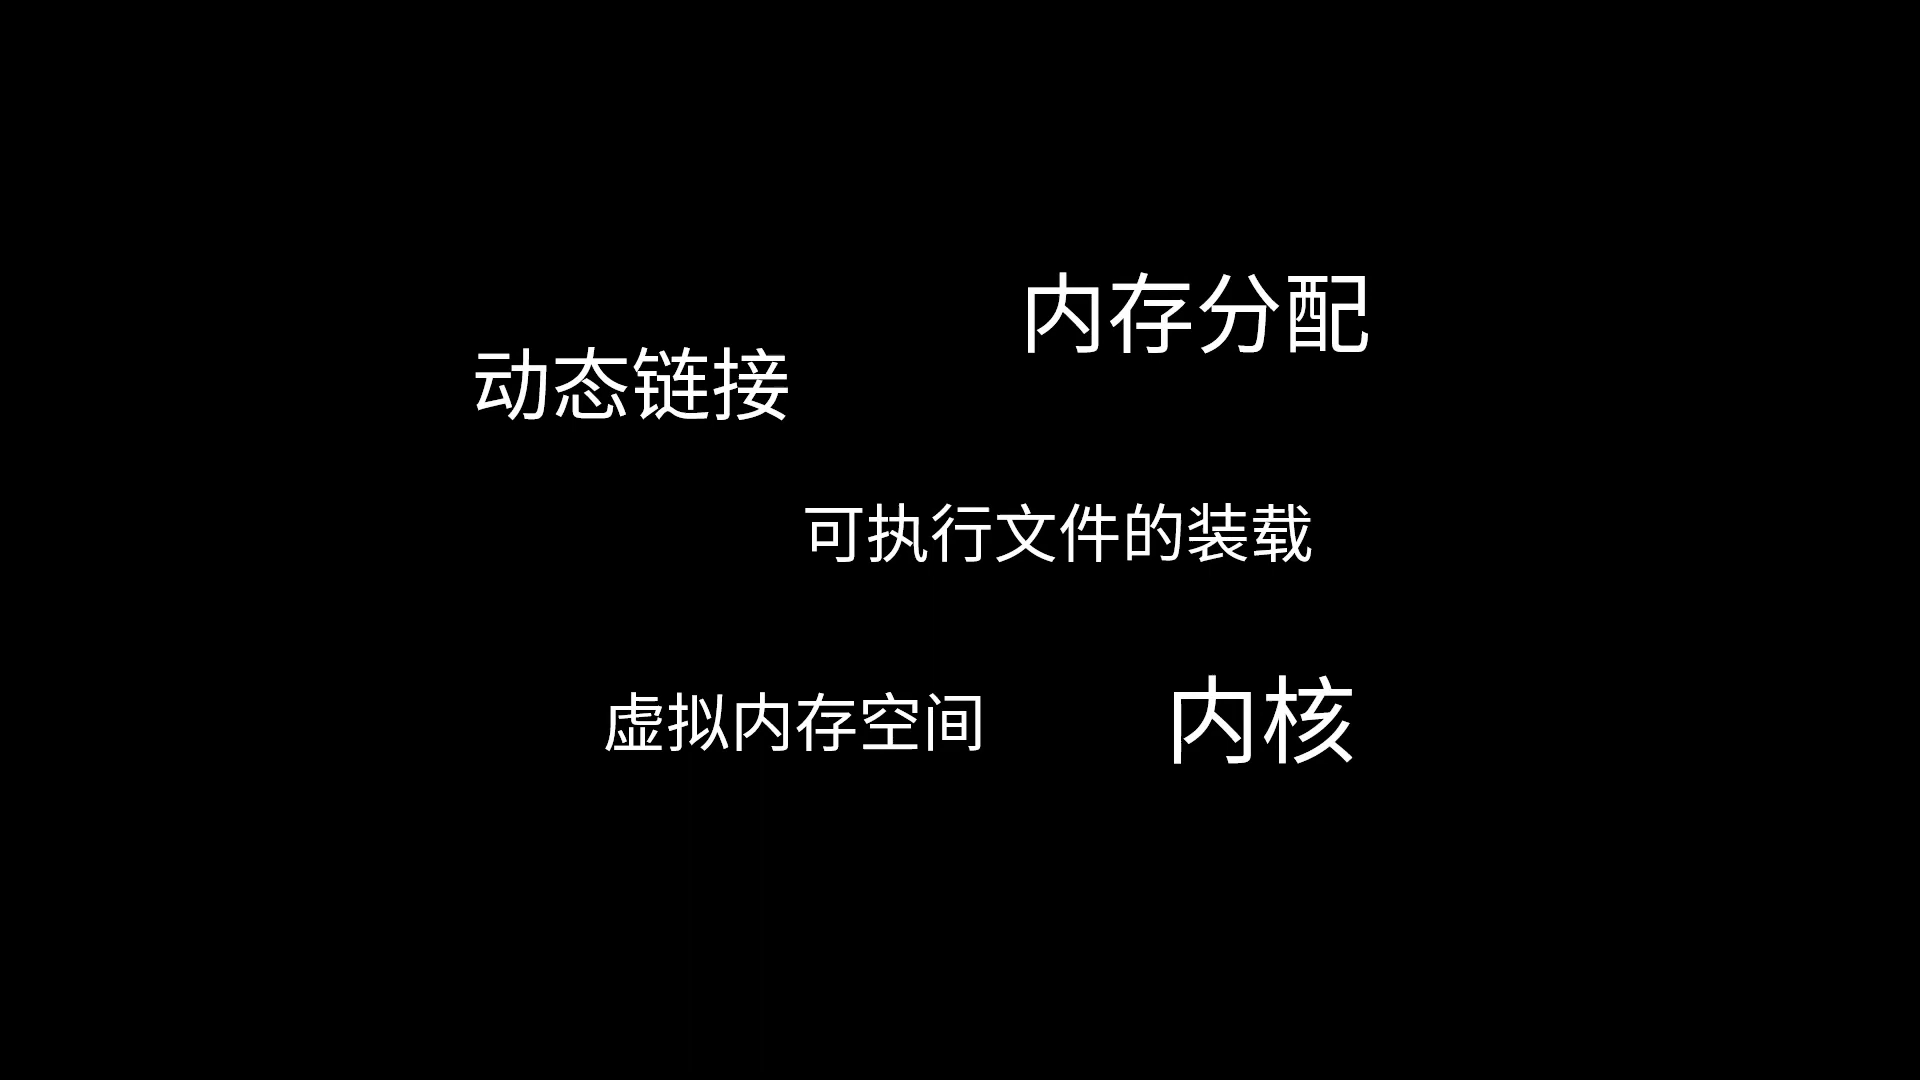 内存分配
动态链接
可执行文件的装载
虚拟内存空间
内核